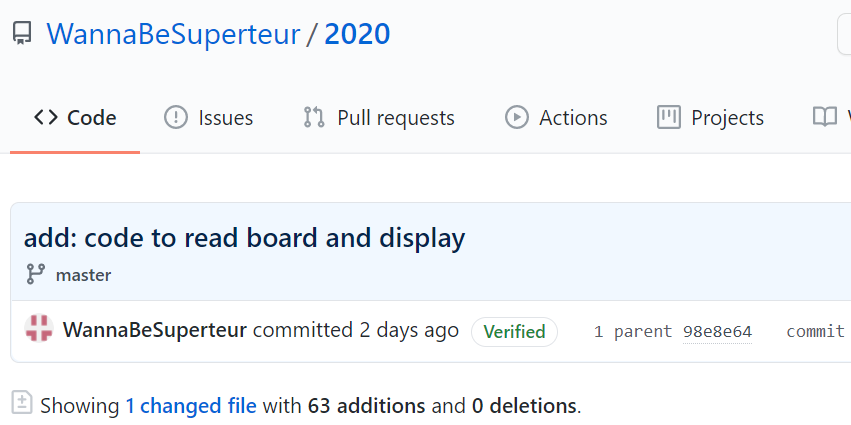 WannaBeSuperteur / 2020
Code Issues Pull requests Actions Projects
add: code to read board and display
master
WannaBeSuperteur committed 2 days ago Verified 1 parent 98e8e64 commit
Showing 1 changed file with 63 additions and 0 deletions.